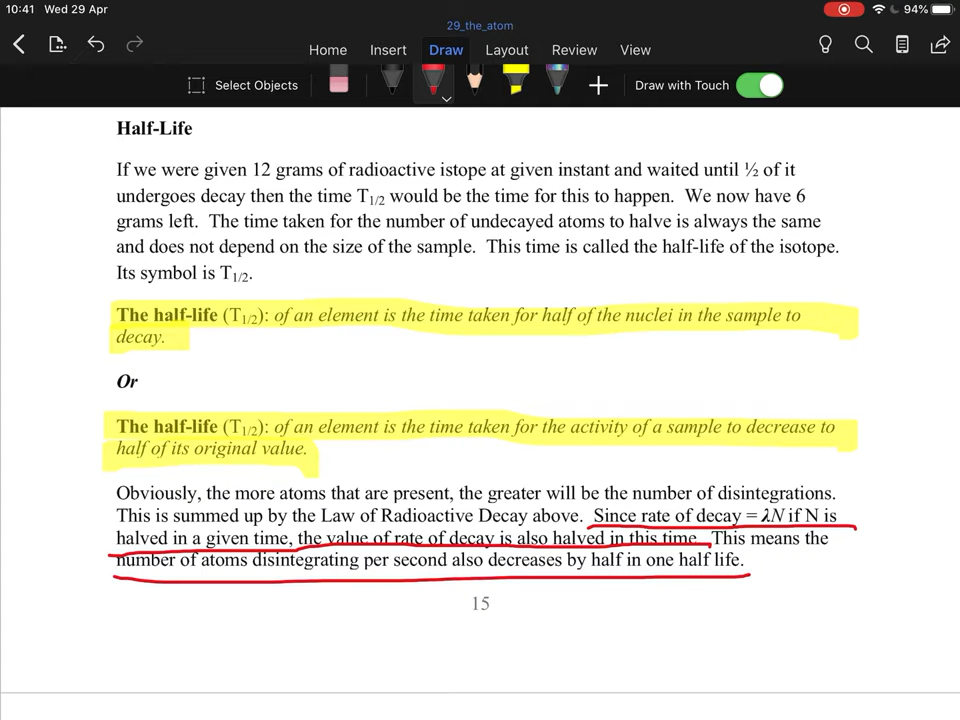 10:41 Wed 29 Apr
94%
29_the_atom
Home Insert Draw Layout Review View
Select Objects
Draw with Touch
Half-Life
If we were given 12 grams of radioactive istope at given instant and waited until ½ of it
undergoes decay then the time T1/2 would be the time for this to happen. We now have 6
grams left. The time taken for the number of undecayed atoms to halve is always the same
and does not depend on the size of the sample. This time is called the half-life of the isotope.
Its symbol is T1/2.
The half-life (T1/2): of an element is the time taken for half of the nuclei in the sample to
decay.
Or
The half-life (T1/2): of an element is the time taken for the activity of a sample to decrease to
half of its original value.
Obviously, the more atoms that are present, the greater will be the number of disintegrations.
This is summed up by the Law of Radioactive Decay above. Since rate of decay = λN if N is
halved in a given time, the value of rate of decay is also halved in this time. This means the
number of atoms disintegrating per second also decreases by half in one half life.
15